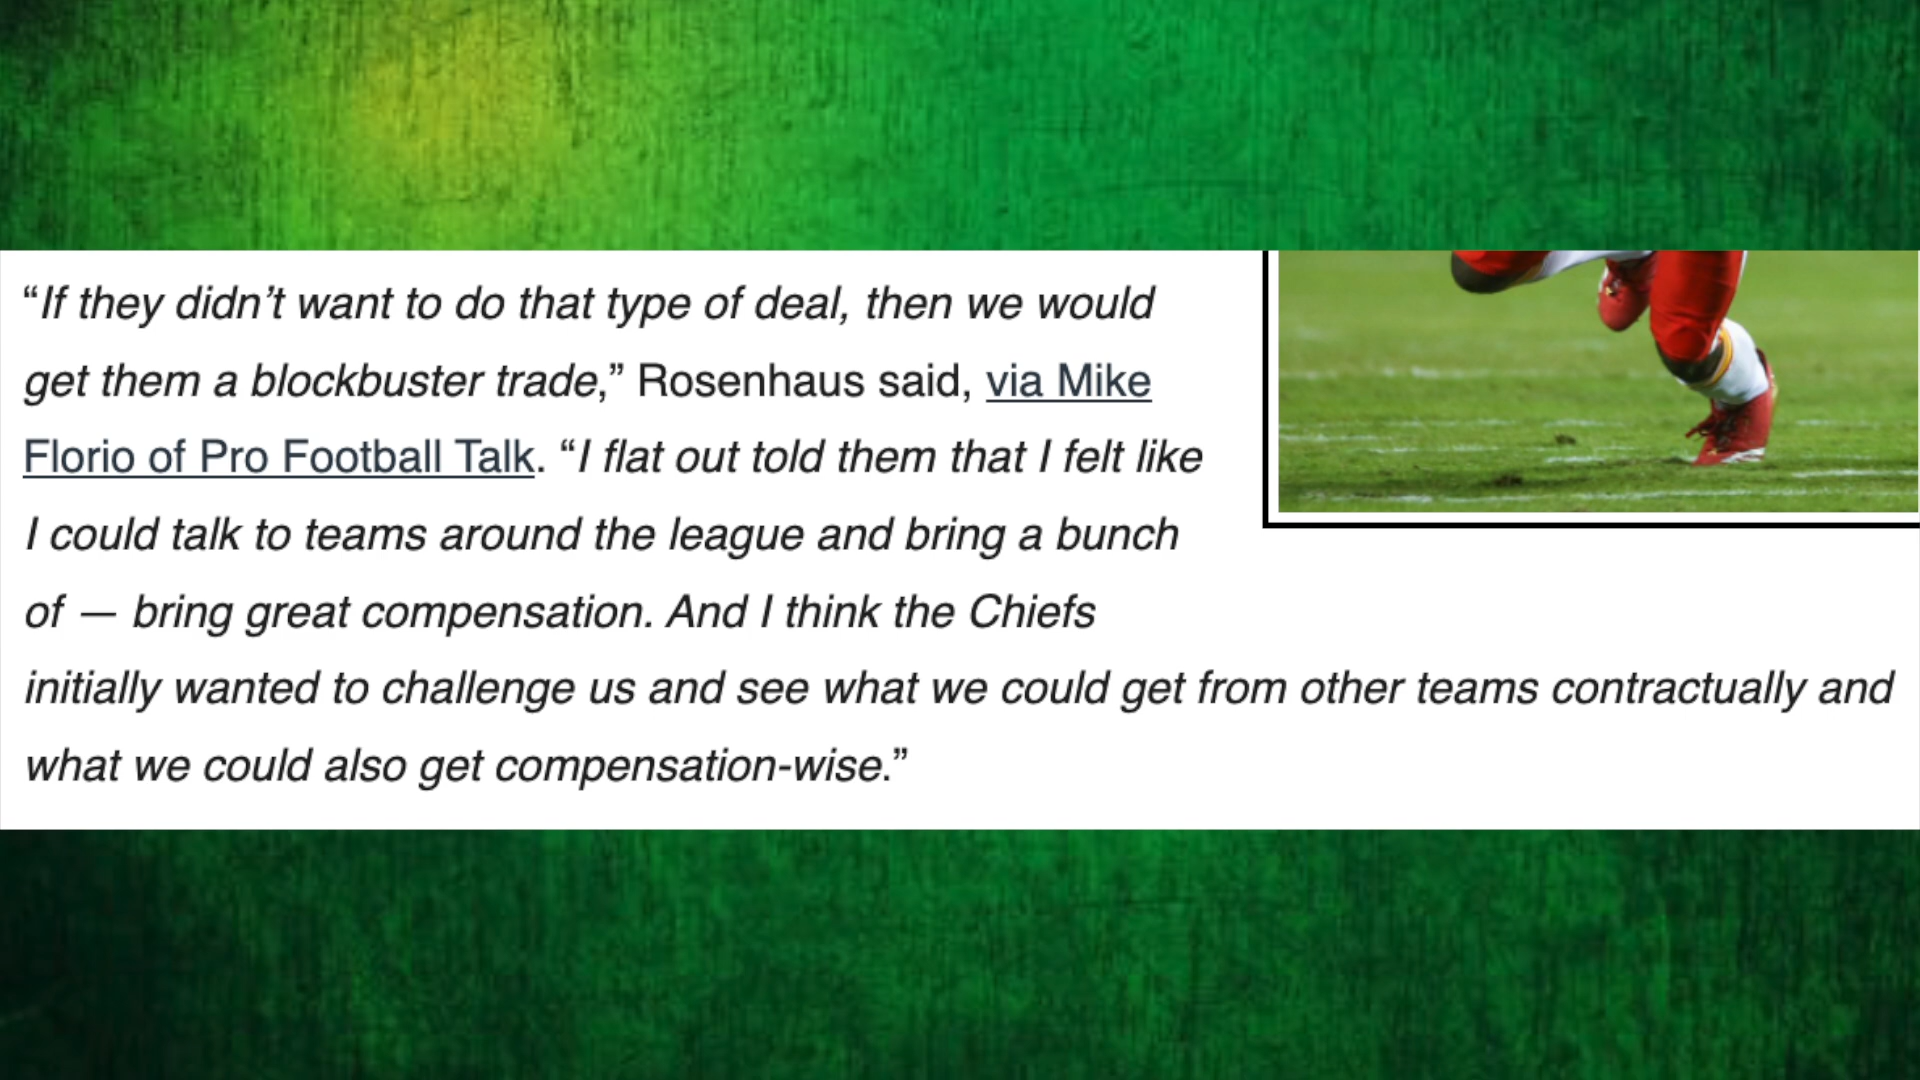 “If they didn’t want to do that type of deal, then we would
get them a blockbuster trade,” Rosenhaus said, via Mike
Florio of Pro Football Talk. “I flat out told them that I felt like
I could talk to teams around the league and bring a bunch
of — bring great compensation. And I think the Chiefs
initially wanted to challenge us and see what we could get from other teams contractually and
what we could also get compensation-wise.”